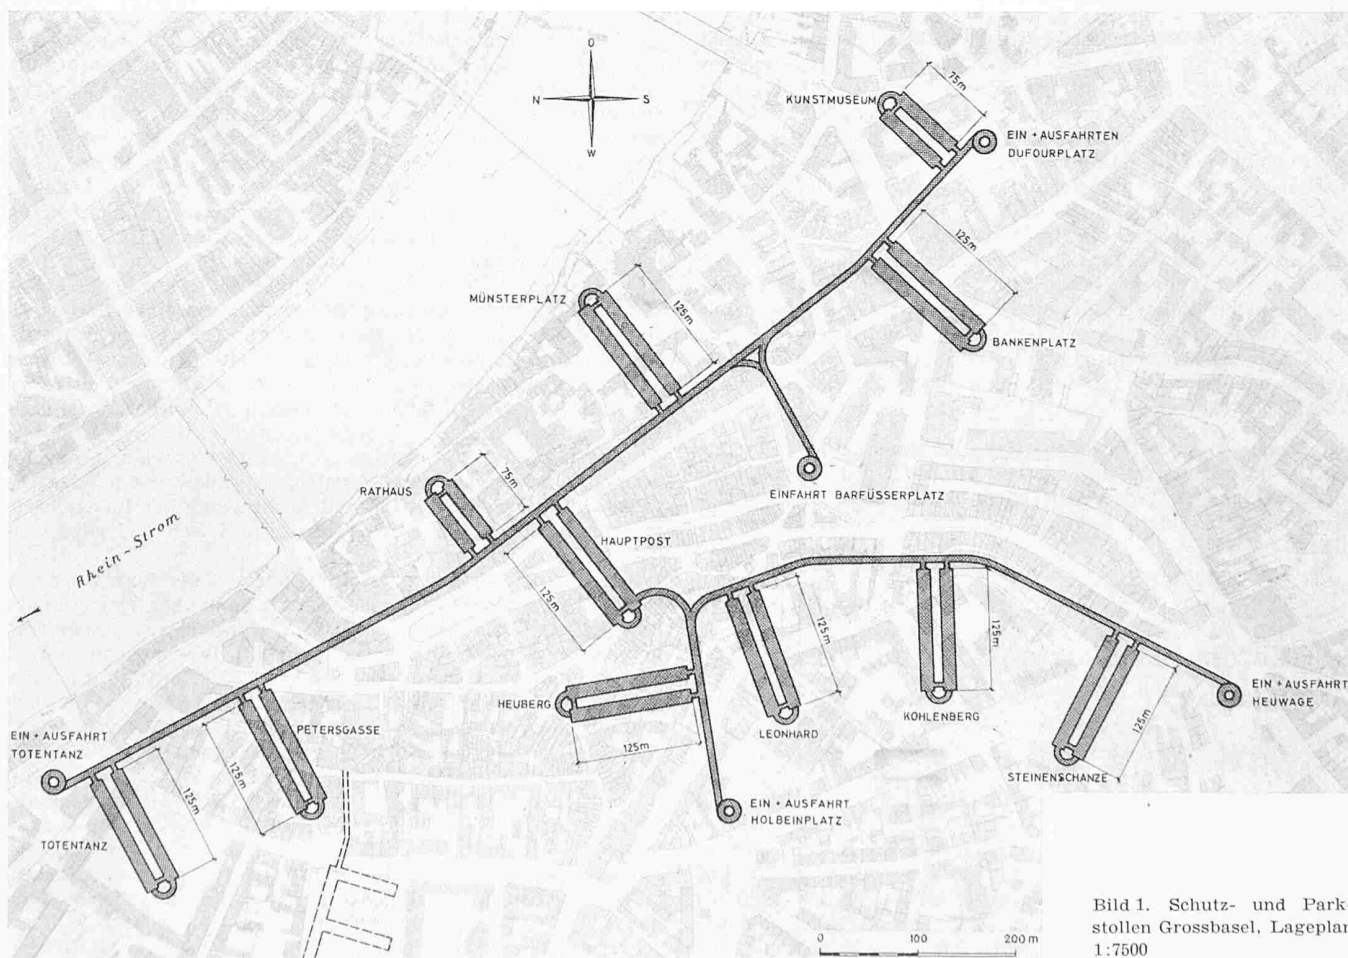 O
N
S
W
KUNSTMUSEUM
75m
EIN + AUSFAHRTEN
DUFOURPLATZ
125m
BANKENPLATZ
MÜNSTERPLATZ
125m
EINFAHRT BARFÜSSERPLATZ
RATHAUS
75m
HAUPTPOST
125m
Rhein-Strom
HEUBERG
125m
125m
LEONHARD
125m
KOHLENBERG
125m
STEINENSCHANZE
EIN + AUSFAHRT
HEUWAGE
EIN + AUSFAHRT
TOTENTANZ
PETERSGASSE
125m
125m
TOTENTANZ
EIN + AUSFAHRT
HOLBEINPLATZ
0 100 200 m
Bild 1. Schutz- und Park-
stollen Grossbasel, Lageplan
1:7500